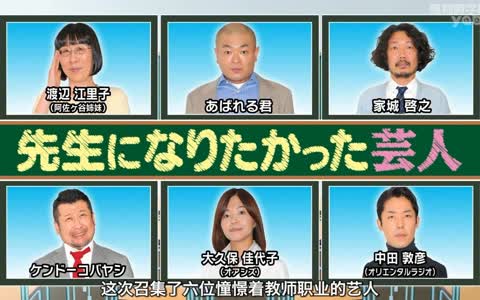 渡辺 江里子
(阿佐ヶ谷姉妹)
あばれる君
家城 啓之
先生になりたかった芸人
ケンドーコバヤシ
大久保 佳代子
(オアシズ)
中田 敦彦
(オリエンタルラジオ)
这次召集了六位憧憬着教师职业的艺人